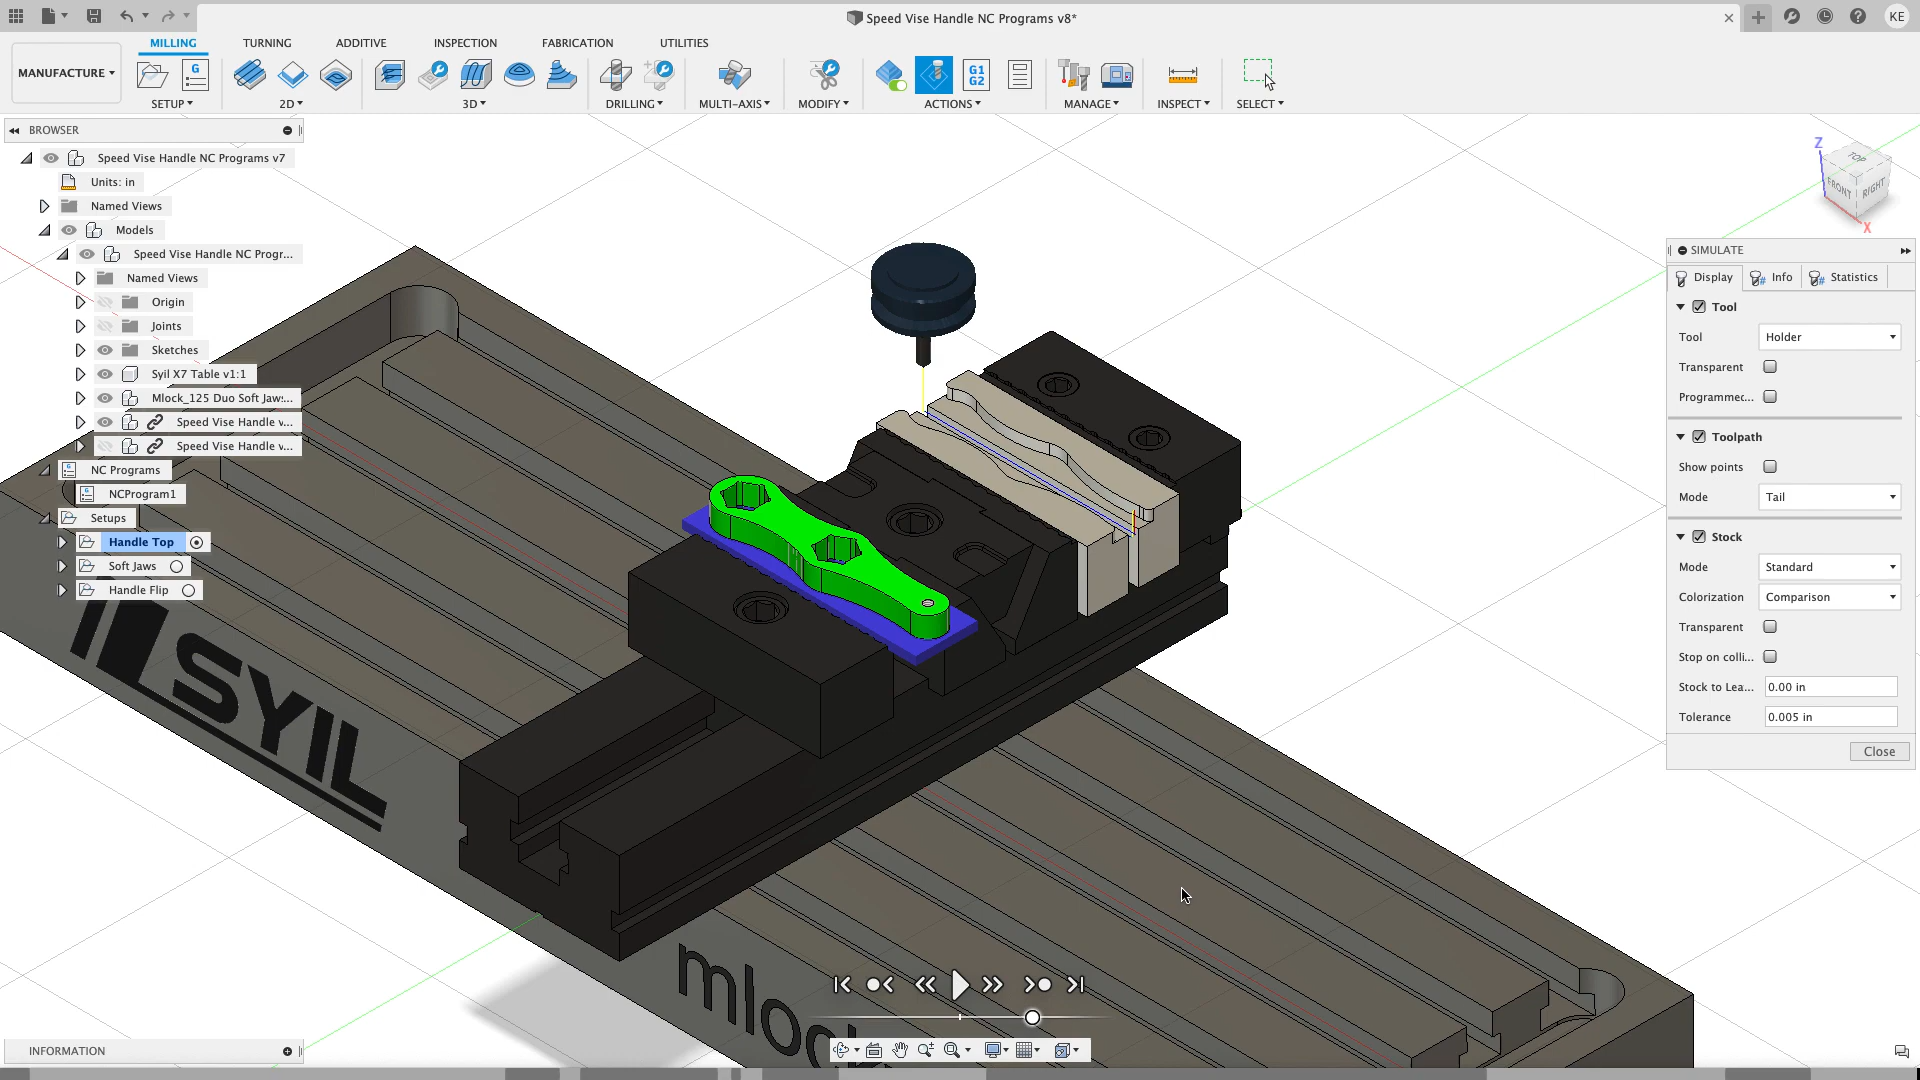 Speed Vise Handle NC Programs v8*
KE
MANUFACTURE
MILLING
TURNING
ADDITIVE
INSPECTION
FABRICATION
UTILITIES
G
G1
G2
SETUP
2D
3D
DRILLING
MULTI-AXIS
MODIFY
ACTIONS
MANAGE
INSPECT
SELECT
BROWSER
Speed Vise Handle NC Programs v7
Units: in
Named Views
Models
Speed Vise Handle NC Progr...
Named Views
Origin
Joints
Sketches
Syil X7 Table v1:1
Mlock_125 Duo Soft Jaw:...
Speed Vise Handle v...
Speed Vise Handle v...
NC Programs
NCProgram1
Setups
Handle Top
Soft Jaws
Handle Flip
SYIL
mlock
Z
TOP
FRONT
RIGHT
X
SIMULATE
Display
Info
Statistics
Tool
Tool
Holder
Transparent
Programmec...
Toolpath
Show points
Mode
Tail
Stock
Mode
Standard
Colorization
Comparison
Transparent
Stop on colli...
Stock to Lea...
0.00 in
Tolerance
0.005 in
Close
INFORMATION